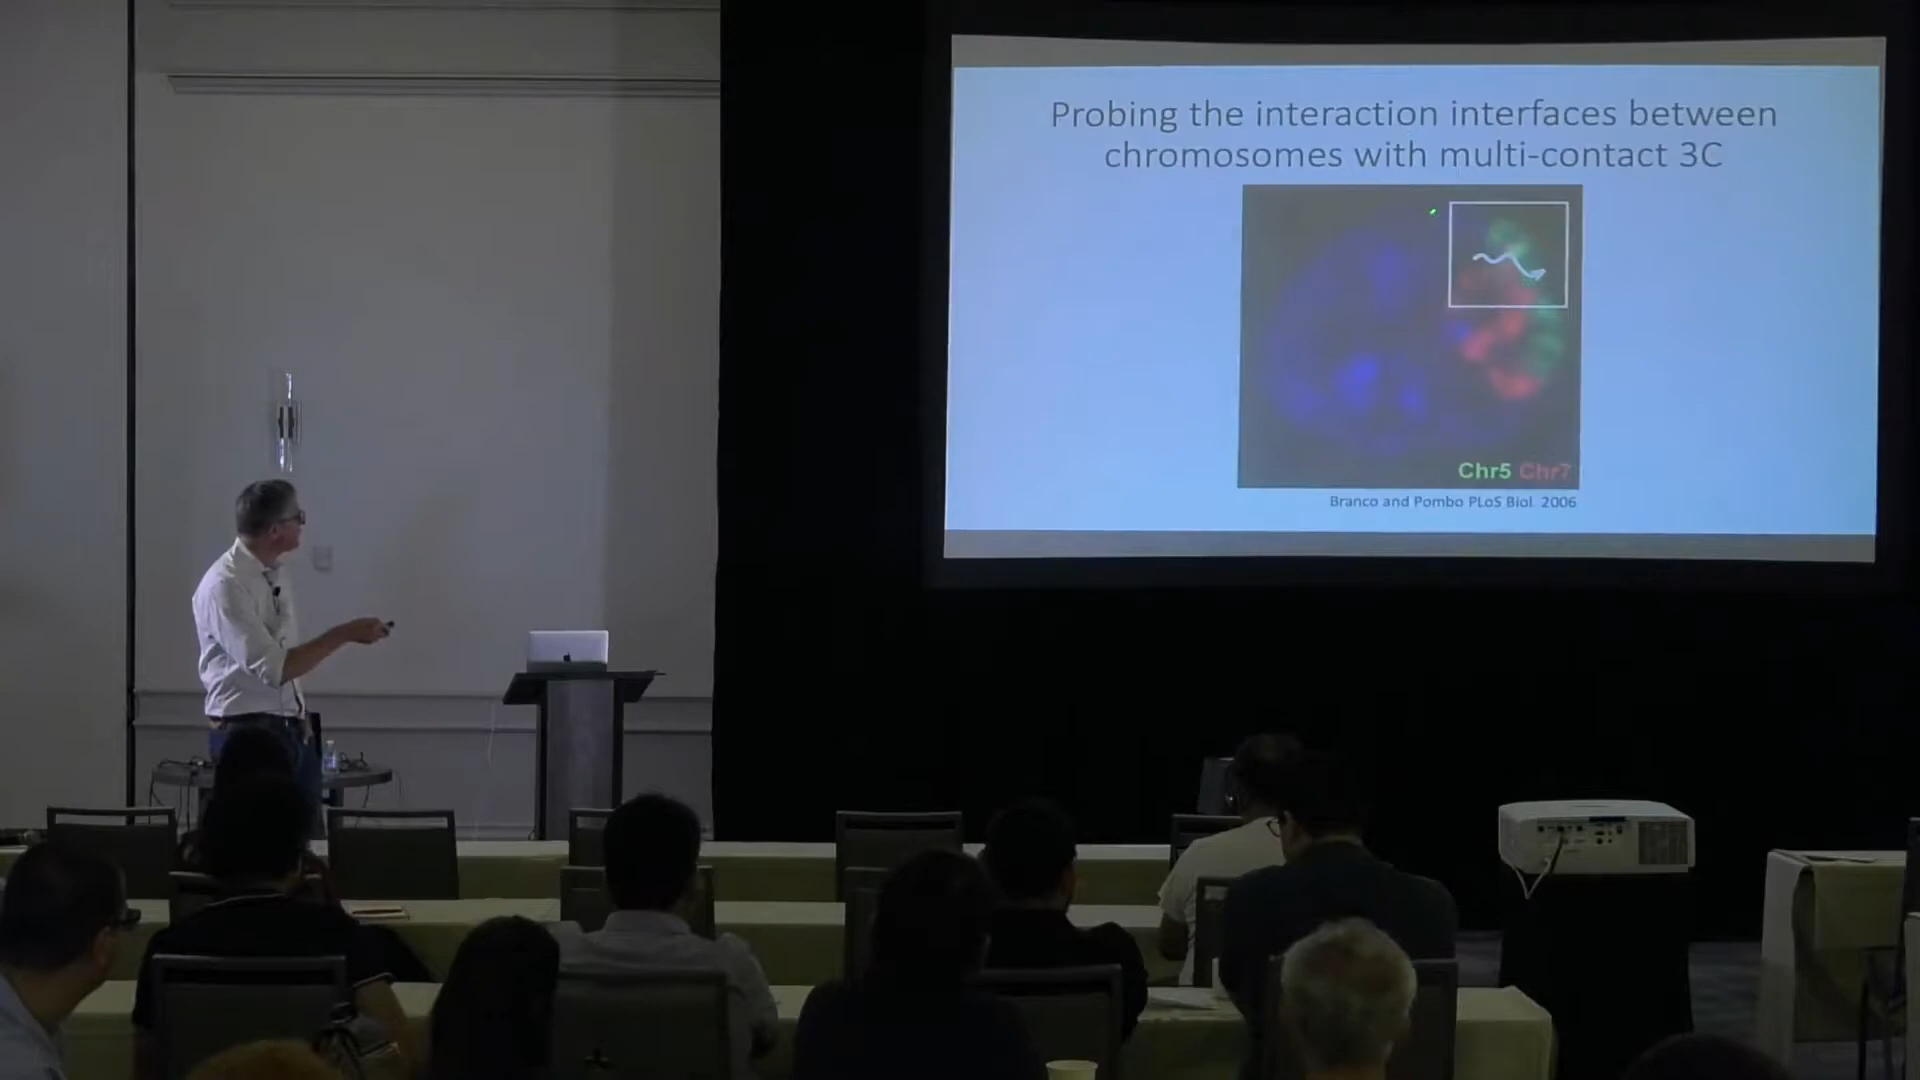 Probing the interaction interfaces between
chromosomes with multi-contact 3C
Chr5 Chr7
Branco and Pombo PLoS Biol. 2006